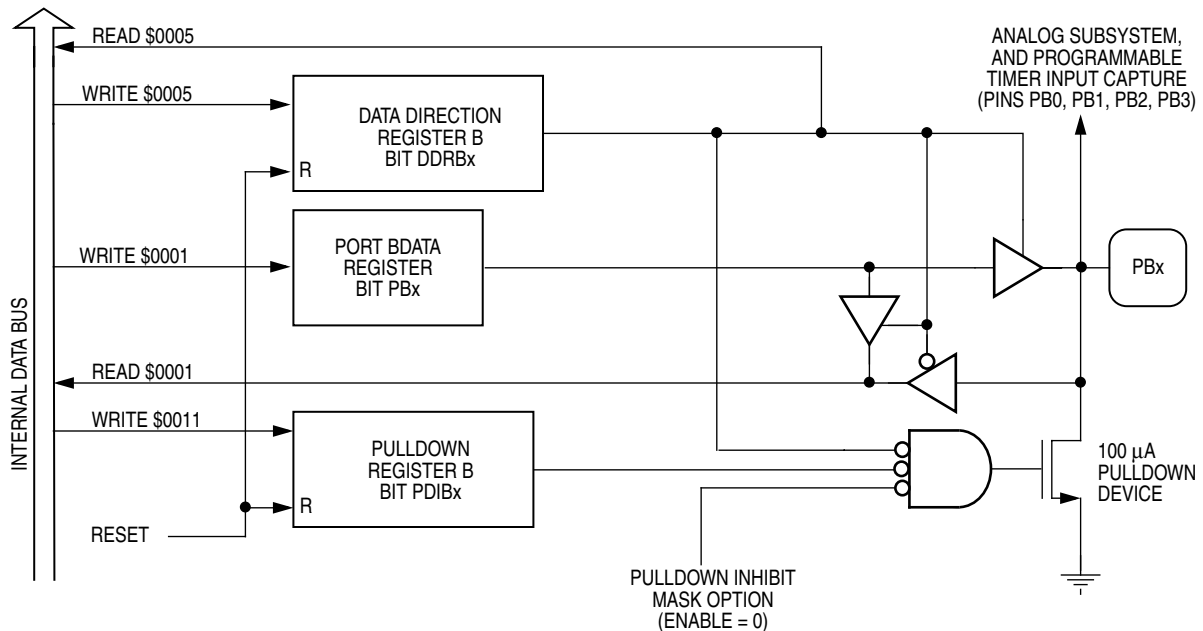 READ $0005
WRITE $0005
DATA DIRECTION
REGISTER B
BIT DDRBx
R
ANALOG SUBSYSTEM,
AND PROGRAMMABLE
TIMER INPUT CAPTURE
(PINS PB0, PB1, PB2, PB3)
WRITE $0001
PORT BDATA
REGISTER
BIT PBx
PBx
INTERNAL DATA BUS
READ $0001
WRITE $0011
PULLDOWN
REGISTER B
BIT PDIBx
R
RESET
100 µA
PULLDOWN
DEVICE
PULLDOWN INHIBIT
MASK OPTION
(ENABLE = 0)